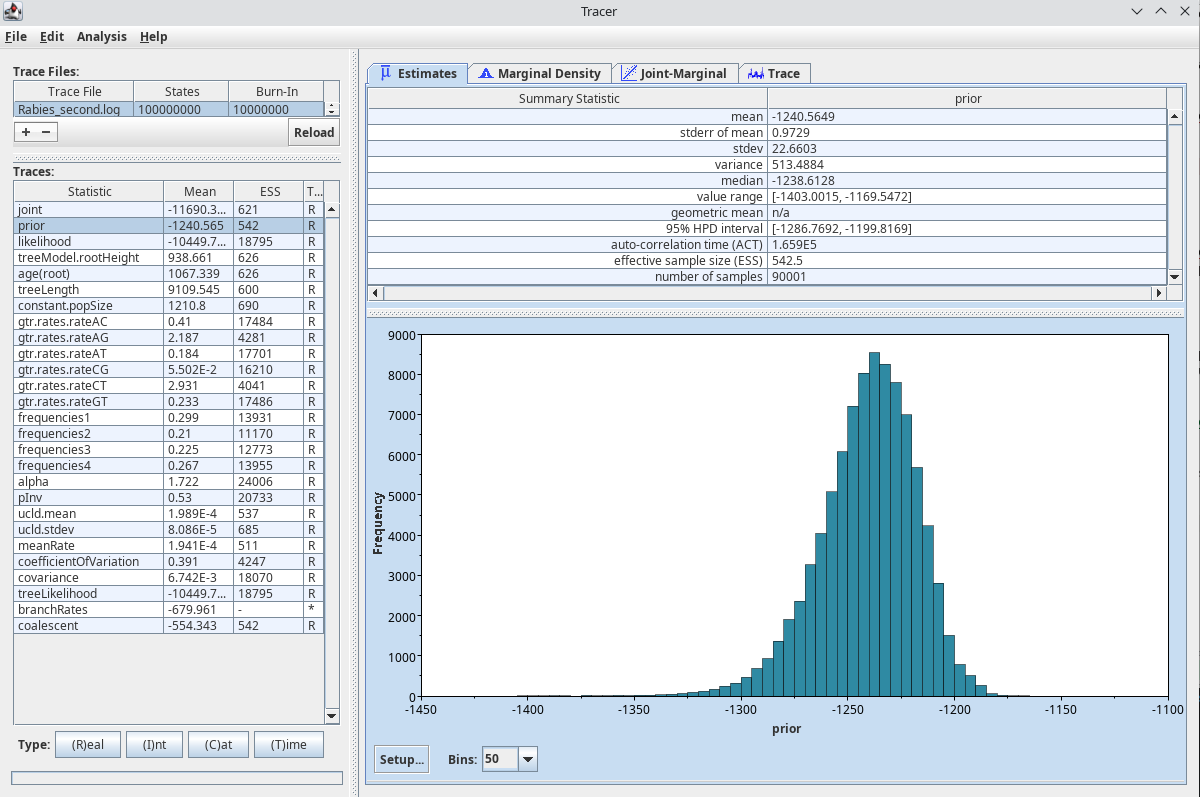 Tracer
File Edit Analysis Help
Trace Files:
Trace File States Burn-In
Rabies_second.log 100000000 10000000
+ − Reload
Traces:
Statistic Mean ESS T...
joint -11690.3... 621 R
prior -1240.565 542 R
likelihood -10449.7... 18795 R
treeModel.rootHeight 938.661 626 R
age(root) 1067.339 626 R
treeLength 9109.545 600 R
constant.popSize 1210.8 690 R
gtr.rates.rateAC 0.41 17484 R
gtr.rates.rateAG 2.187 4281 R
gtr.rates.rateAT 0.184 17701 R
gtr.rates.rateCG 5.502E-2 16210 R
gtr.rates.rateCT 2.931 4041 R
gtr.rates.rateGT 0.233 17486 R
frequencies1 0.299 13931 R
frequencies2 0.21 11170 R
frequencies3 0.225 12773 R
frequencies4 0.267 13955 R
alpha 1.722 24006 R
pInv 0.53 20733 R
ucld.mean 1.989E-4 537 R
ucld.stdev 8.086E-5 685 R
meanRate 1.941E-4 511 R
coefficientOfVariation 0.391 4247 R
covariance 6.742E-3 18070 R
treeLikelihood -10449.7... 18795 R
branchRates -679.961 - *
coalescent -554.343 542 R
Type: (R)eal (I)nt (C)at (T)ime
μ Estimates Marginal Density Joint-Marginal Trace
Summary Statistic prior
mean -1240.5649
stderr of mean 0.9729
stdev 22.6603
variance 513.4884
median -1238.6128
value range [-1403.0015, -1169.5472]
geometric mean n/a
95% HPD interval [-1286.7692, -1199.8169]
auto-correlation time (ACT) 1.659E5
effective sample size (ESS) 542.5
number of samples 90001
9000
8000
7000
6000
5000
4000
3000
2000
1000
0
Frequency
-1450 -1400 -1350 -1300 -1250 -1200 -1150 -1100
prior
Setup... Bins: 50